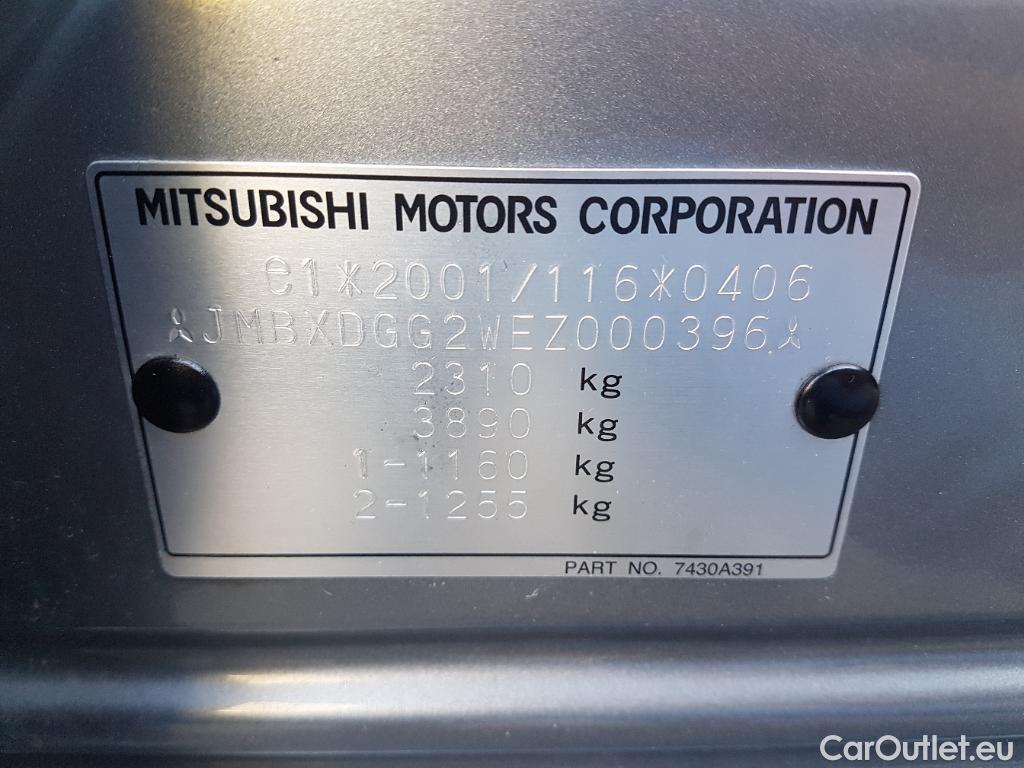 MITSUBISHI MOTORS CORPORATION
e1*2001/116*0406
JMBXDGG2WEZ000396
2310 kg
3890 kg
1-1160 kg
2-1255 kg
PART NO. 7430A391
CarOutlet.eu